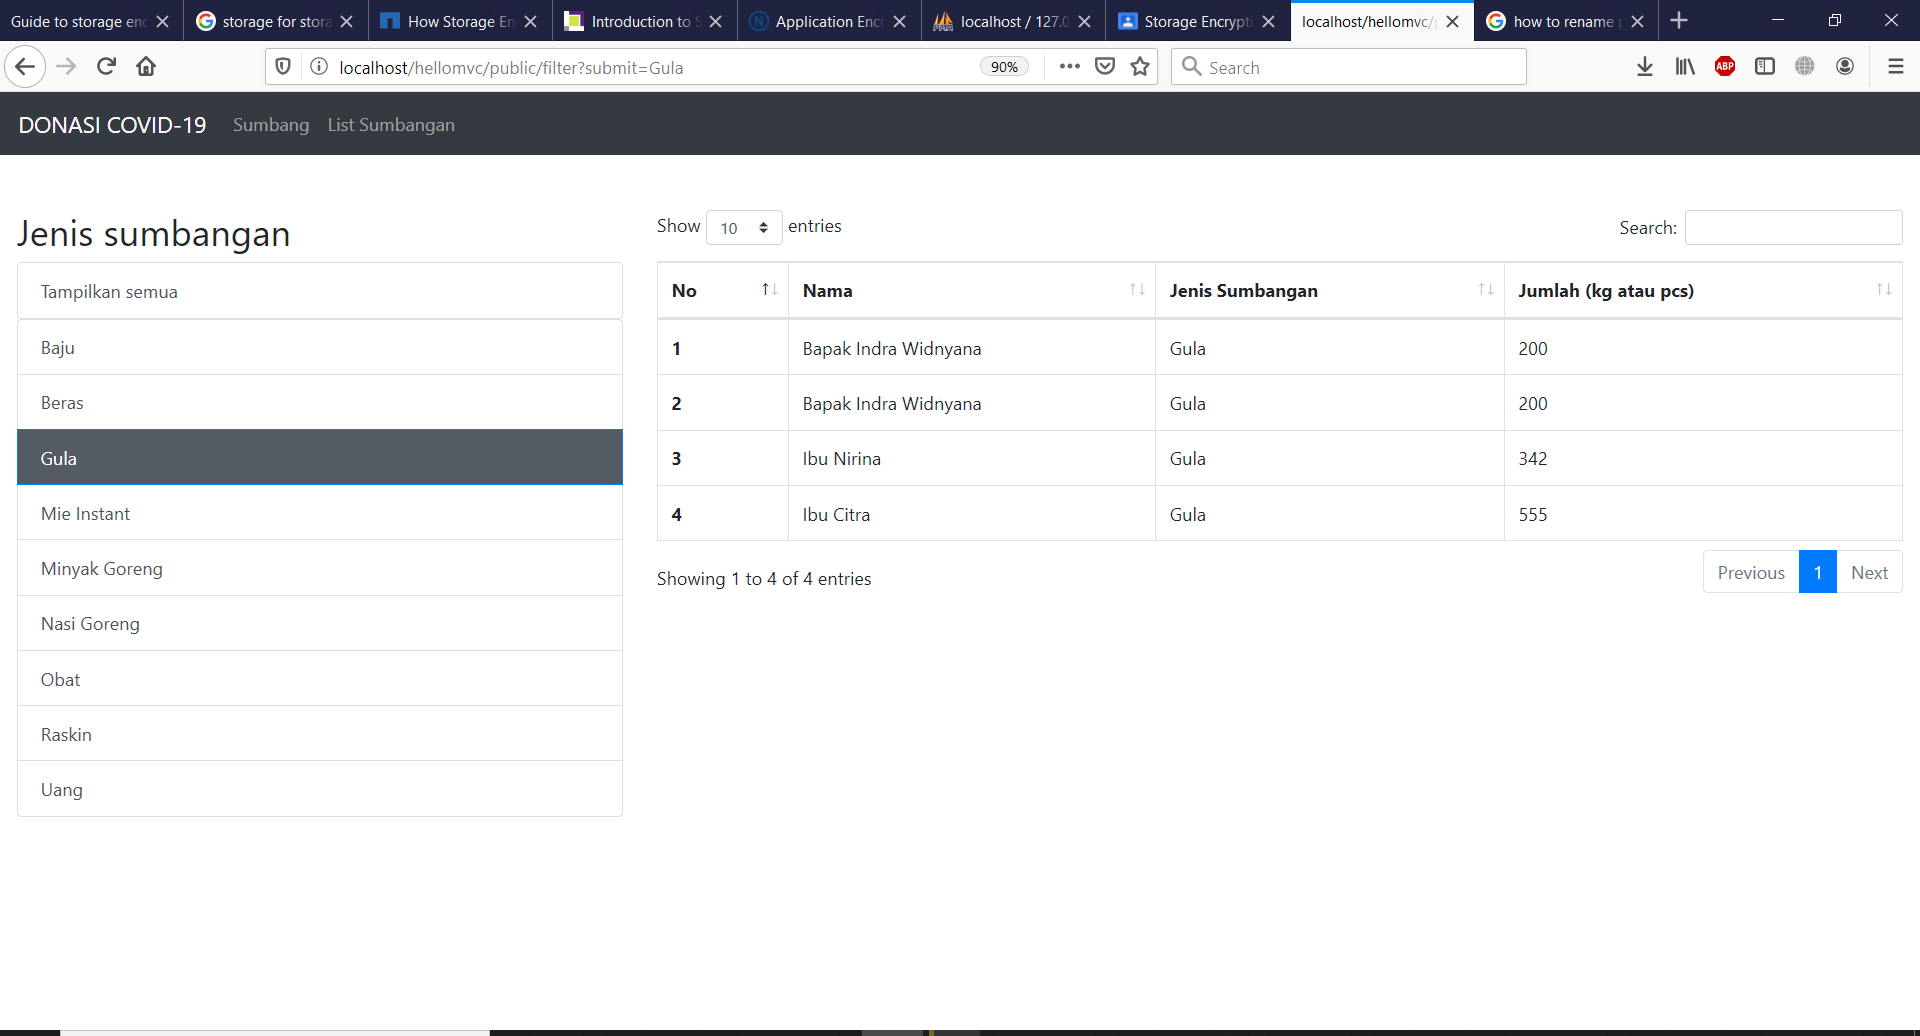 Guide to storage enc
storage for stora
How Storage En
Introduction to S
Application Encr
localhost / 127.0
Storage Encrypti
localhost/hellomvc/
how to rename
localhost/hellomvc/public/filter?submit=Gula
90%
Search
ABP
DONASI COVID-19 Sumbang List Sumbangan
Jenis sumbangan
Tampilkan semua
Baju
Beras
Gula
Mie Instant
Minyak Goreng
Nasi Goreng
Obat
Raskin
Uang
Show 10 entries
Search:
No Nama Jenis Sumbangan Jumlah (kg atau pcs)
1 Bapak Indra Widnyana Gula 200
2 Bapak Indra Widnyana Gula 200
3 Ibu Nirina Gula 342
4 Ibu Citra Gula 555
Showing 1 to 4 of 4 entries
Previous 1 Next